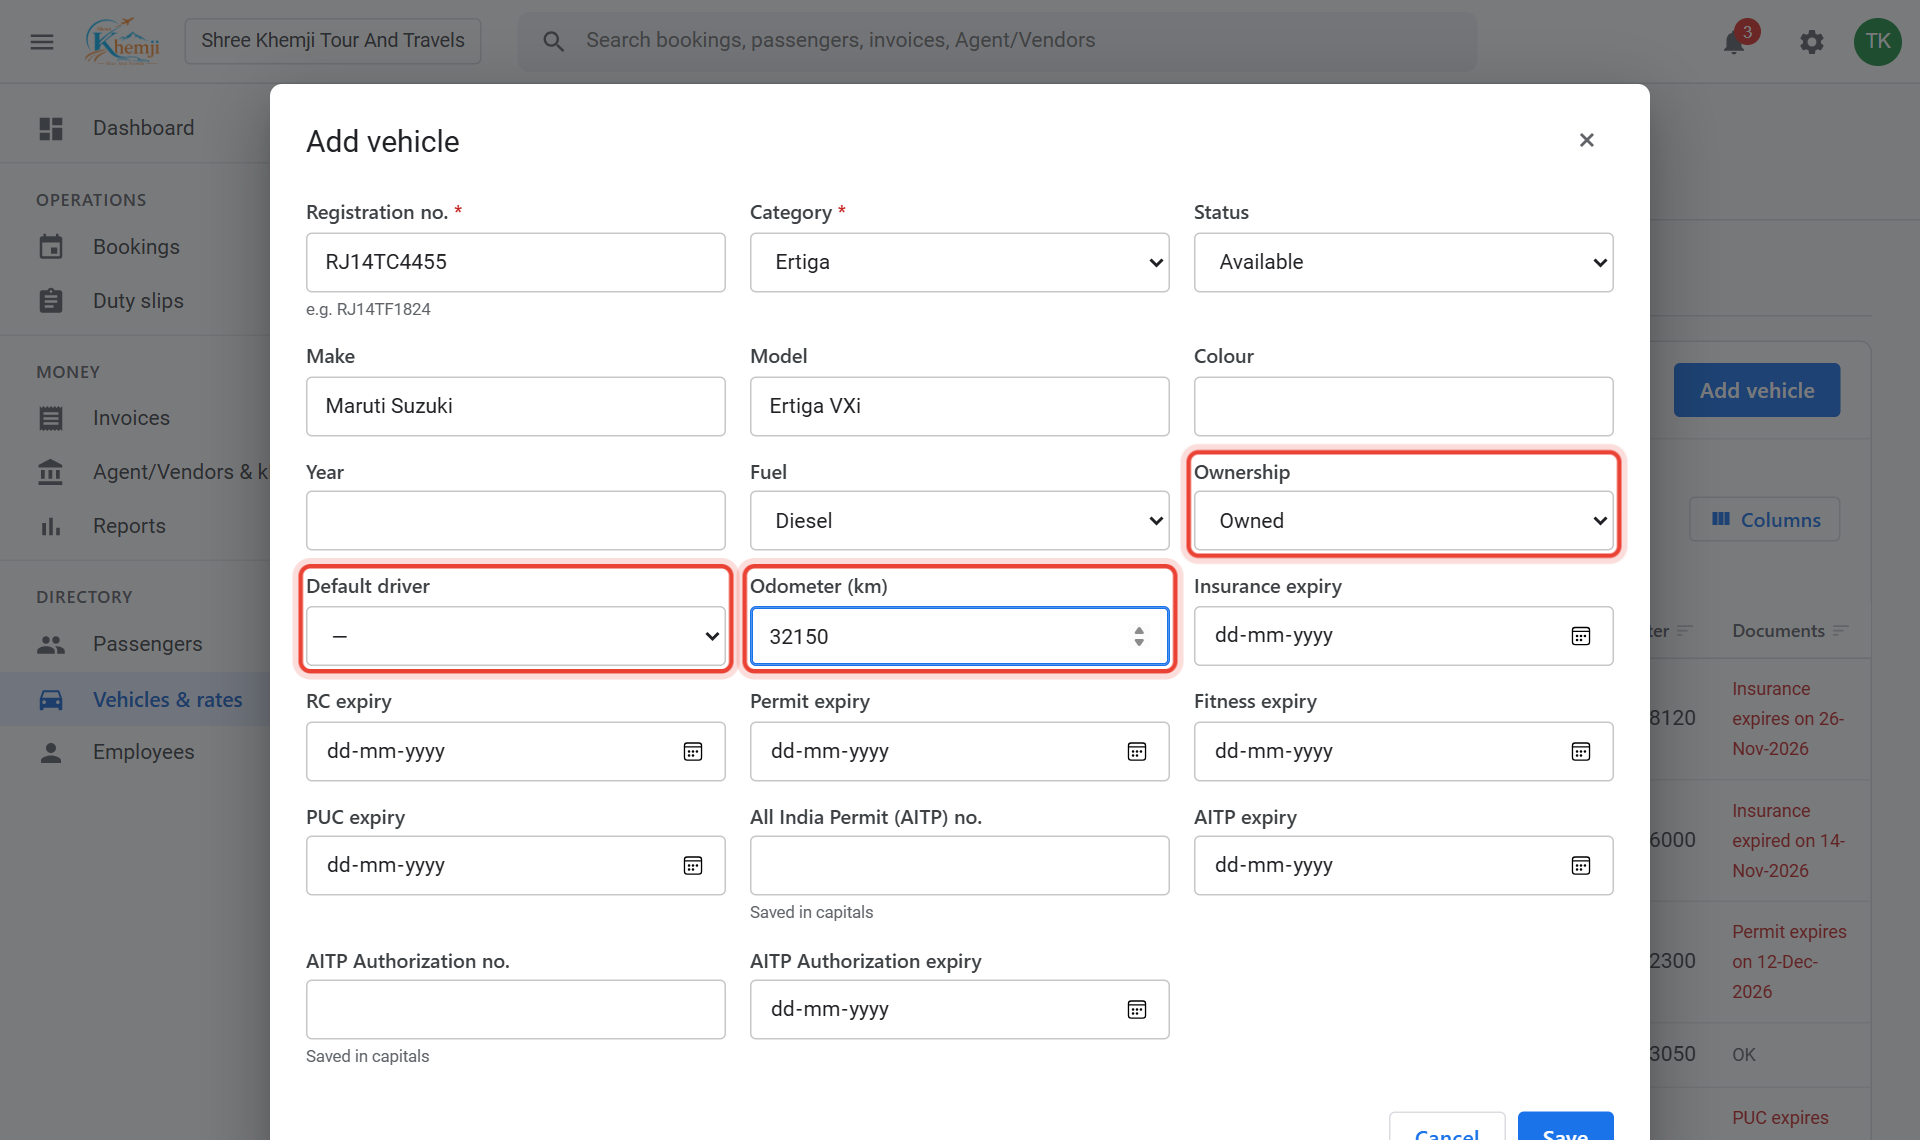 Khemji
Shree Khemji Tour And Travels
Search bookings, passengers, invoices, Agent/Vendors
3
TK
Dashboard
OPERATIONS
Bookings
Duty slips
MONEY
Invoices
Agent/Vendors & k
Reports
DIRECTORY
Passengers
Vehicles & rates
Employees
Add vehicle
Registration no. *
RJ14TC4455
e.g. RJ14TF1824
Category *
Ertiga
Status
Available
Make
Maruti Suzuki
Model
Ertiga VXi
Colour
Year
Fuel
Diesel
Ownership
Owned
Default driver
—
Odometer (km)
32150
Insurance expiry
dd-mm-yyyy
RC expiry
dd-mm-yyyy
Permit expiry
dd-mm-yyyy
Fitness expiry
dd-mm-yyyy
PUC expiry
dd-mm-yyyy
All India Permit (AITP) no.
Saved in capitals
AITP expiry
dd-mm-yyyy
AITP Authorization no.
Saved in capitals
AITP Authorization expiry
dd-mm-yyyy
Cancel
Save
Add vehicle
Columns
ter
Documents
8120
Insurance
expires on 26-
Nov-2026
6000
Insurance
expired on 14-
Nov-2026
2300
Permit expires
on 12-Dec-
2026
3050
OK
PUC expires